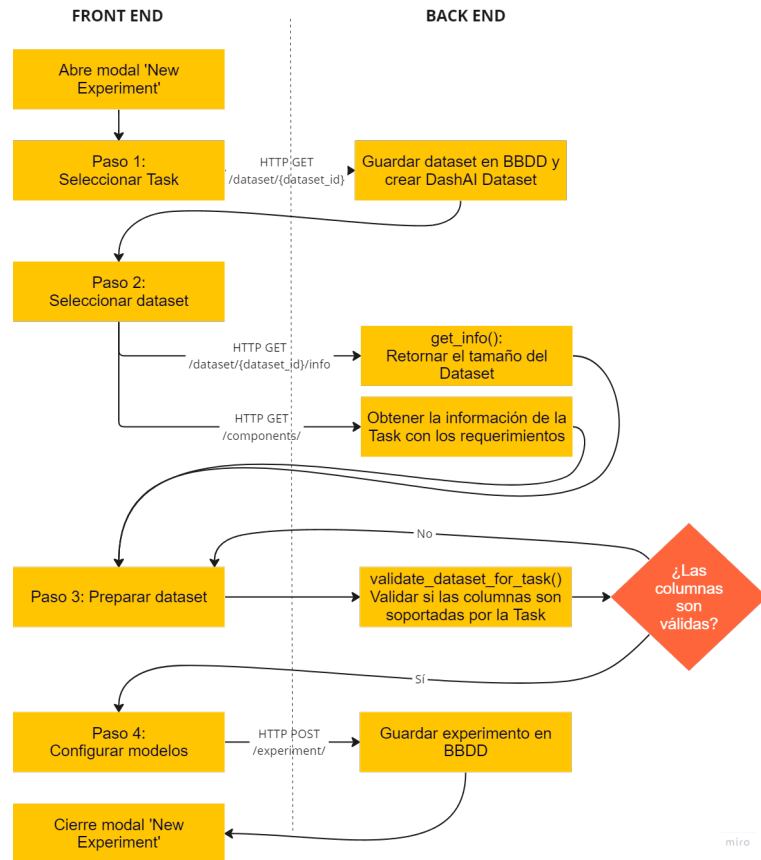 FRONT END
BACK END
Abre modal 'New
Experiment'
Paso 1:
Seleccionar Task
HTTP GET
/dataset/{dataset_id}
Guardar dataset en BBDD y
crear DashAI Dataset
Paso 2:
Seleccionar dataset
HTTP GET
/dataset/{dataset_id}/info
get_info():
Retornar el tamaño del
Dataset
HTTP GET
/components/
Obtener la información de la
Task con los requerimientos
No
Paso 3: Preparar dataset
validate_dataset_for_task()
Validar si las columnas son
soportadas por la Task
¿Las
columnas
son
válidas?
Sí
Paso 4:
Configurar modelos
HTTP POST
/experiment/
Guardar experimento en
BBDD
Cierre modal 'New
Experiment'
miro